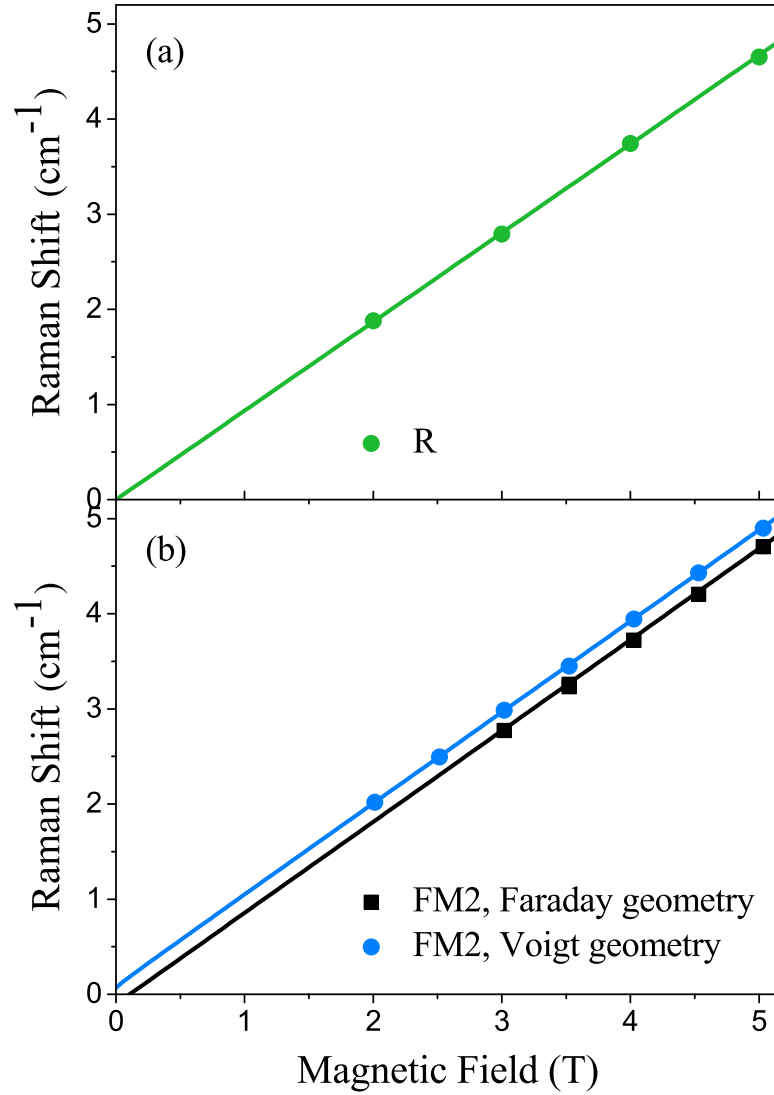 (a)
5
4
3
2
1
0
Raman Shift (cm⁻¹)
R
(b)
5
4
3
2
1
0
Raman Shift (cm⁻¹)
FM2, Faraday geometry
FM2, Voigt geometry
0 1 2 3 4 5
Magnetic Field (T)